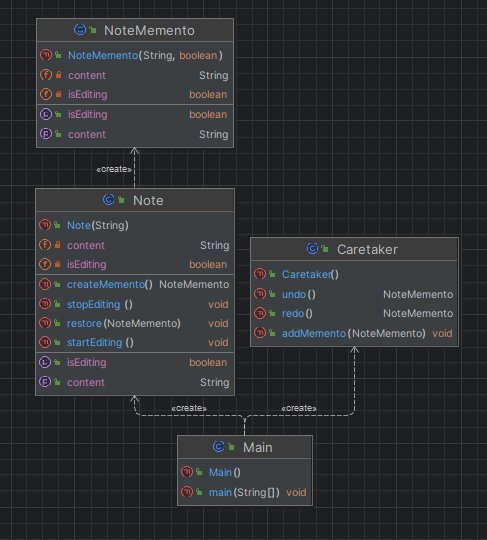 NoteMemento
NoteMemento(String, boolean)
content String
isEditing boolean
isEditing boolean
content String
«create»
Note
Note(String)
content String
isEditing boolean
createMemento() NoteMemento
stopEditing () void
restore(NoteMemento) void
startEditing () void
isEditing boolean
content String
Caretaker
Caretaker()
undo() NoteMemento
redo() NoteMemento
addMemento(NoteMemento) void
«create»
«create»
Main
Main()
main(String[]) void